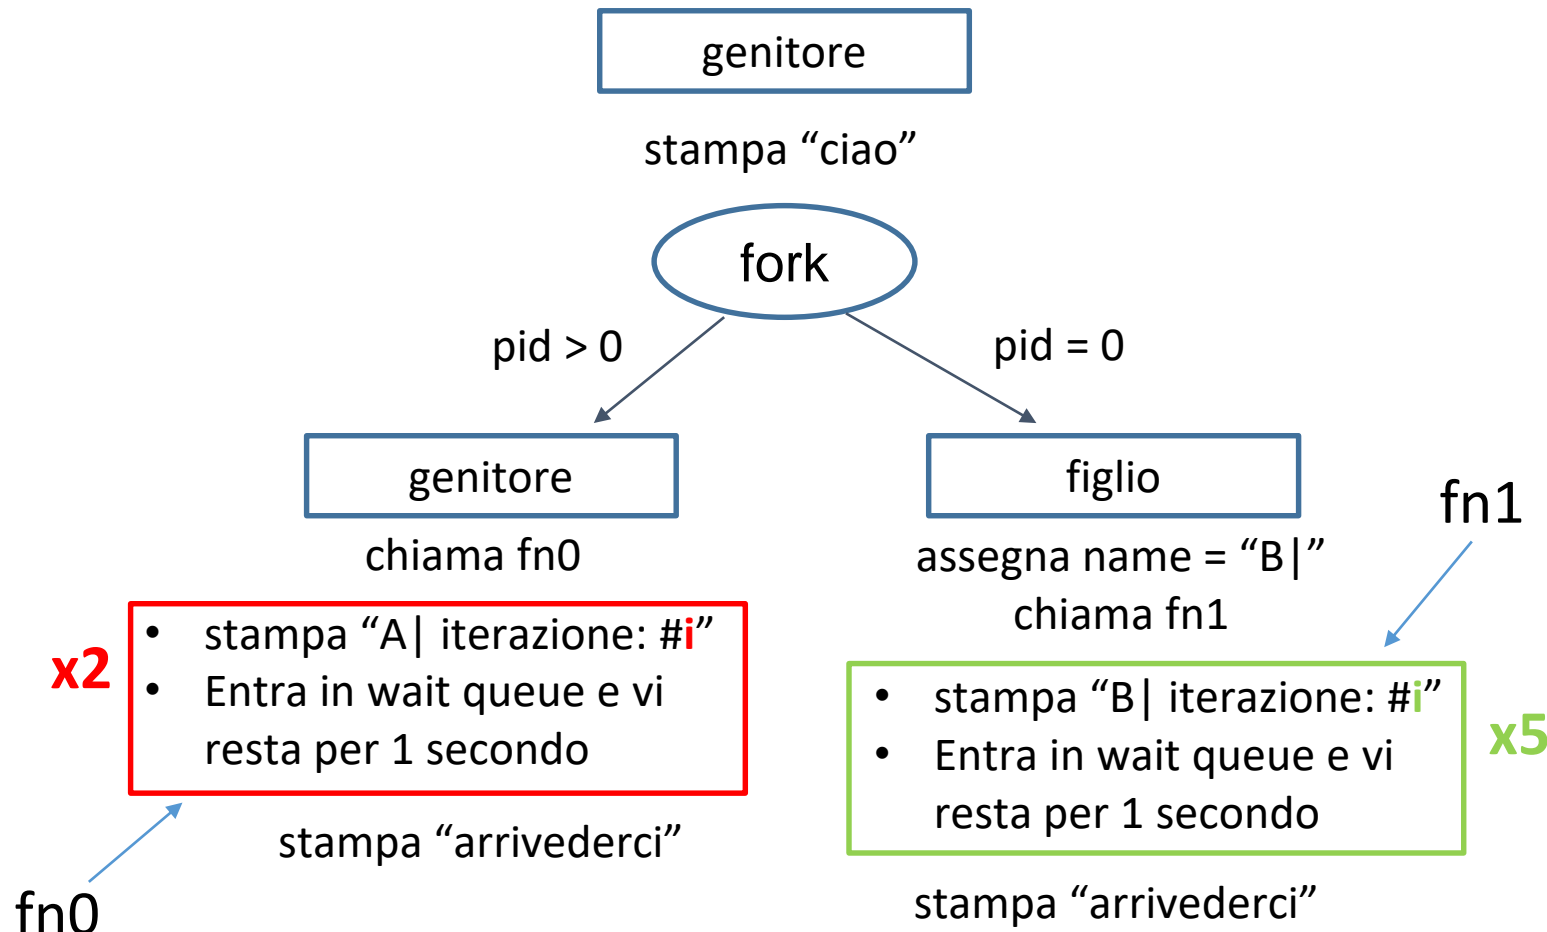 genitore
stampa “ciao”
fork
pid > 0
pid = 0
genitore
figlio
fn1
chiama fn0
assegna name = “B|”
chiama fn1
x2
• stampa “A| iterazione: #i”
• Entra in wait queue e vi
resta per 1 secondo
• stampa “B| iterazione: #i”
• Entra in wait queue e vi
resta per 1 secondo
x5
stampa “arrivederci”
fn0
stampa “arrivederci”